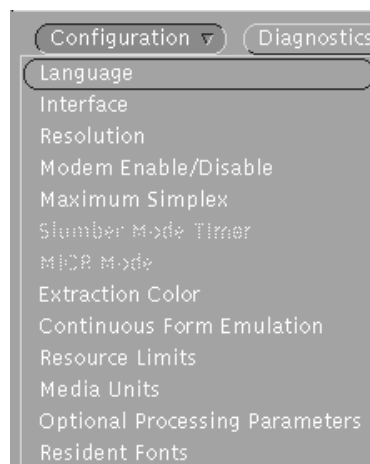 Configuration Diagnostics
Language
Interface
Resolution
Modem Enable/Disable
Maximum Simplex
Slumber Mode Timer
MICR Mode
Extraction Color
Continuous Form Emulation
Resource Limits
Media Units
Optional Processing Parameters
Resident Fonts